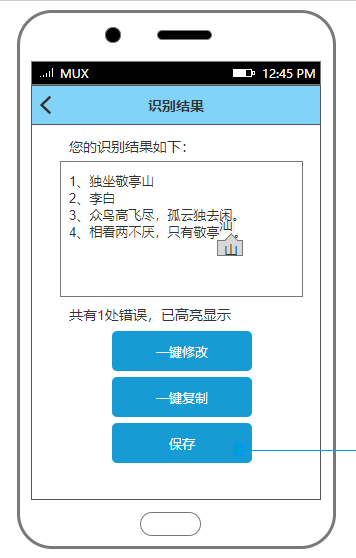 MUX 12:45 PM
识别结果
您的识别结果如下：
1、独坐敬亭山
2、李白
3、众鸟高飞尽，孤云独去闲。
4、相看两不厌，只有敬亭汕。
山
共有1处错误，已高亮显示
一键修改
一键复制
保存